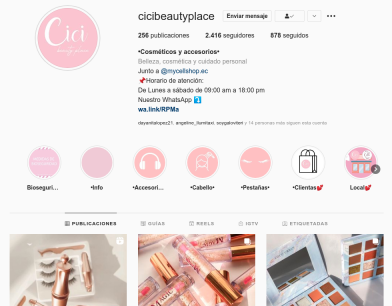 cicibeautyplace Enviar mensaje
256 publicaciones 2.416 seguidores 878 seguidos
•Cosméticos y accesorios•
Belleza, cosmética y cuidado personal
Junto a @mycellshop.ec
📌Horario de atención:
De Lunes a sábado de 09:00 am a 18:00 pm
Nuestro WhatsApp ⤵️
wa.link/RPMa
Cici
beauty place
14 personas más siguen esta cuenta
Bioseguri... •Info •Accesori... •Cabello• •Pestañas• •Clientas💕 Local💕
PUBLICACIONES GUÍAS REELS IGTV ETIQUETADAS